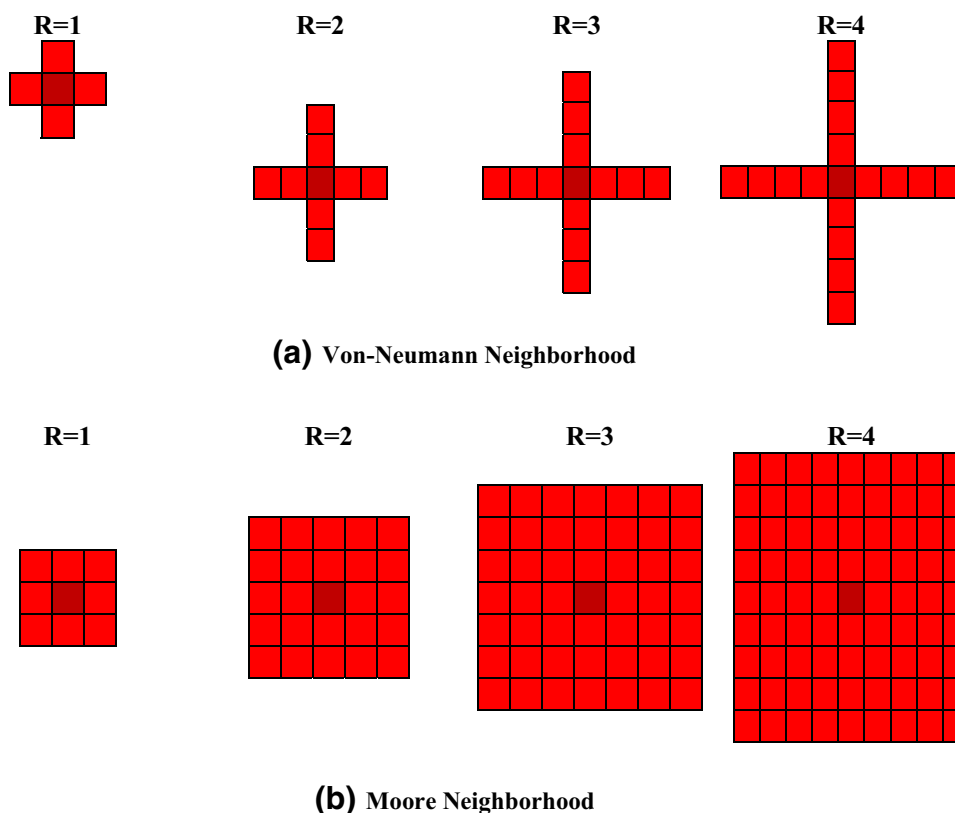 R=1 R=2 R=3 R=4
(a) Von-Neumann Neighborhood
R=1 R=2 R=3 R=4
(b) Moore Neighborhood